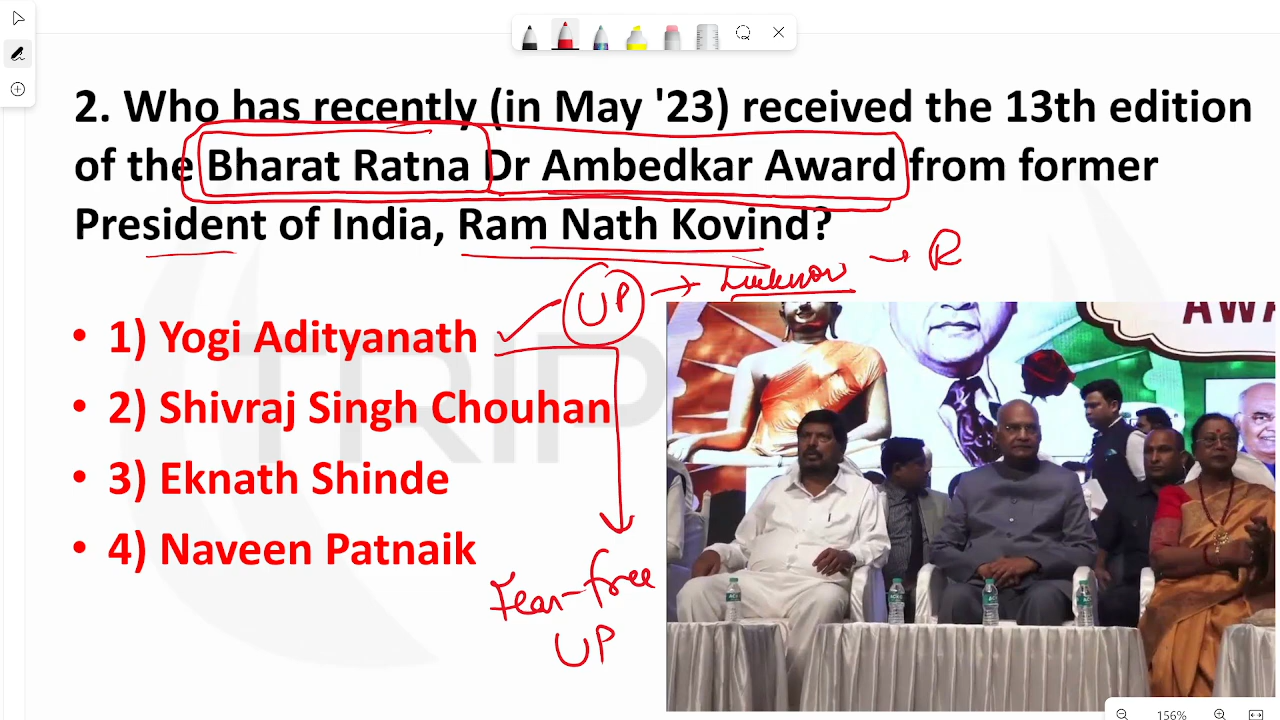 2. Who has recently (in May '23) received the 13th edition
of the Bharat Ratna Dr Ambedkar Award from former
President of India, Ram Nath Kovind?
UP → Lucknow → R
• 1) Yogi Adityanath
• 2) Shivraj Singh Chouhan
• 3) Eknath Shinde
• 4) Naveen Patnaik
Fear-free
UP
AWA
TRIP
156%